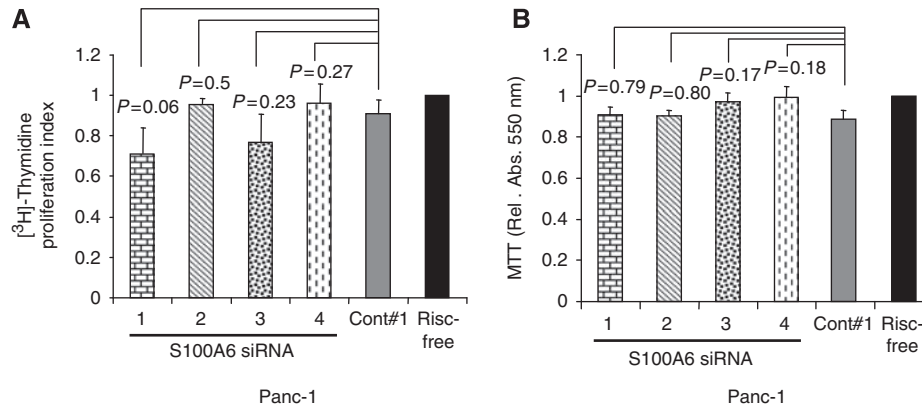 A
[³H]-Thymidine
proliferation index
1.2
1
0.8
0.6
0.4
0.2
0
P=0.06
P=0.5
P=0.23
P=0.27
1 2 3 4 Cont#1 Risc-
free
S100A6 siRNA
Panc-1
B
MTT (Rel . Abs. 550 nm)
1.2
1
0.8
0.6
0.4
0.2
0
P=0.79
P=0.80
P=0.17
P=0.18
1 2 3 4 Cont#1 Risc-
free
S100A6 siRNA
Panc-1